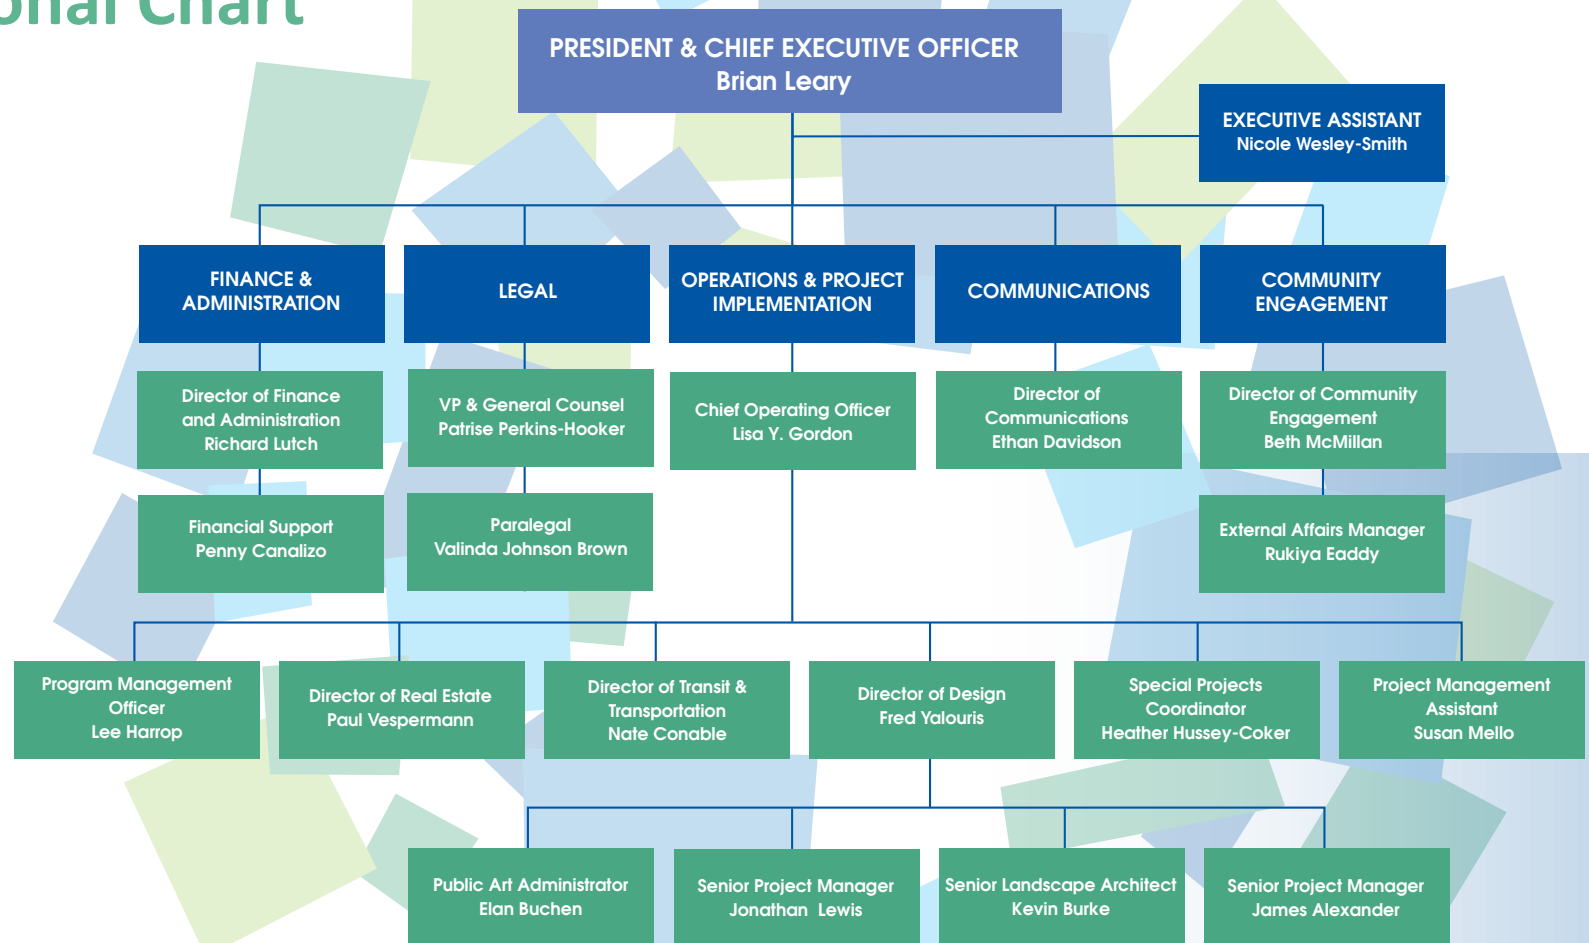 onal Chart
PRESIDENT & CHIEF EXECUTIVE OFFICER
Brian Leary
EXECUTIVE ASSISTANT
Nicole Wesley-Smith
FINANCE &
ADMINISTRATION
LEGAL
OPERATIONS & PROJECT
IMPLEMENTATION
COMMUNICATIONS
COMMUNITY
ENGAGEMENT
Director of Finance
and Administration
Richard Lutch
VP & General Counsel
Patrise Perkins-Hooker
Chief Operating Officer
Lisa Y. Gordon
Director of
Communications
Ethan Davidson
Director of Community
Engagement
Beth McMillan
Financial Support
Penny Canalizo
Paralegal
Valinda Johnson Brown
External Affairs Manager
Rukiya Eaddy
Program Management
Officer
Lee Harrop
Director of Real Estate
Paul Vespermann
Director of Transit &
Transportation
Nate Conable
Director of Design
Fred Yalouris
Special Projects
Coordinator
Heather Hussey-Coker
Project Management
Assistant
Susan Mello
Public Art Administrator
Elan Buchen
Senior Project Manager
Jonathan Lewis
Senior Landscape Architect
Kevin Burke
Senior Project Manager
James Alexander